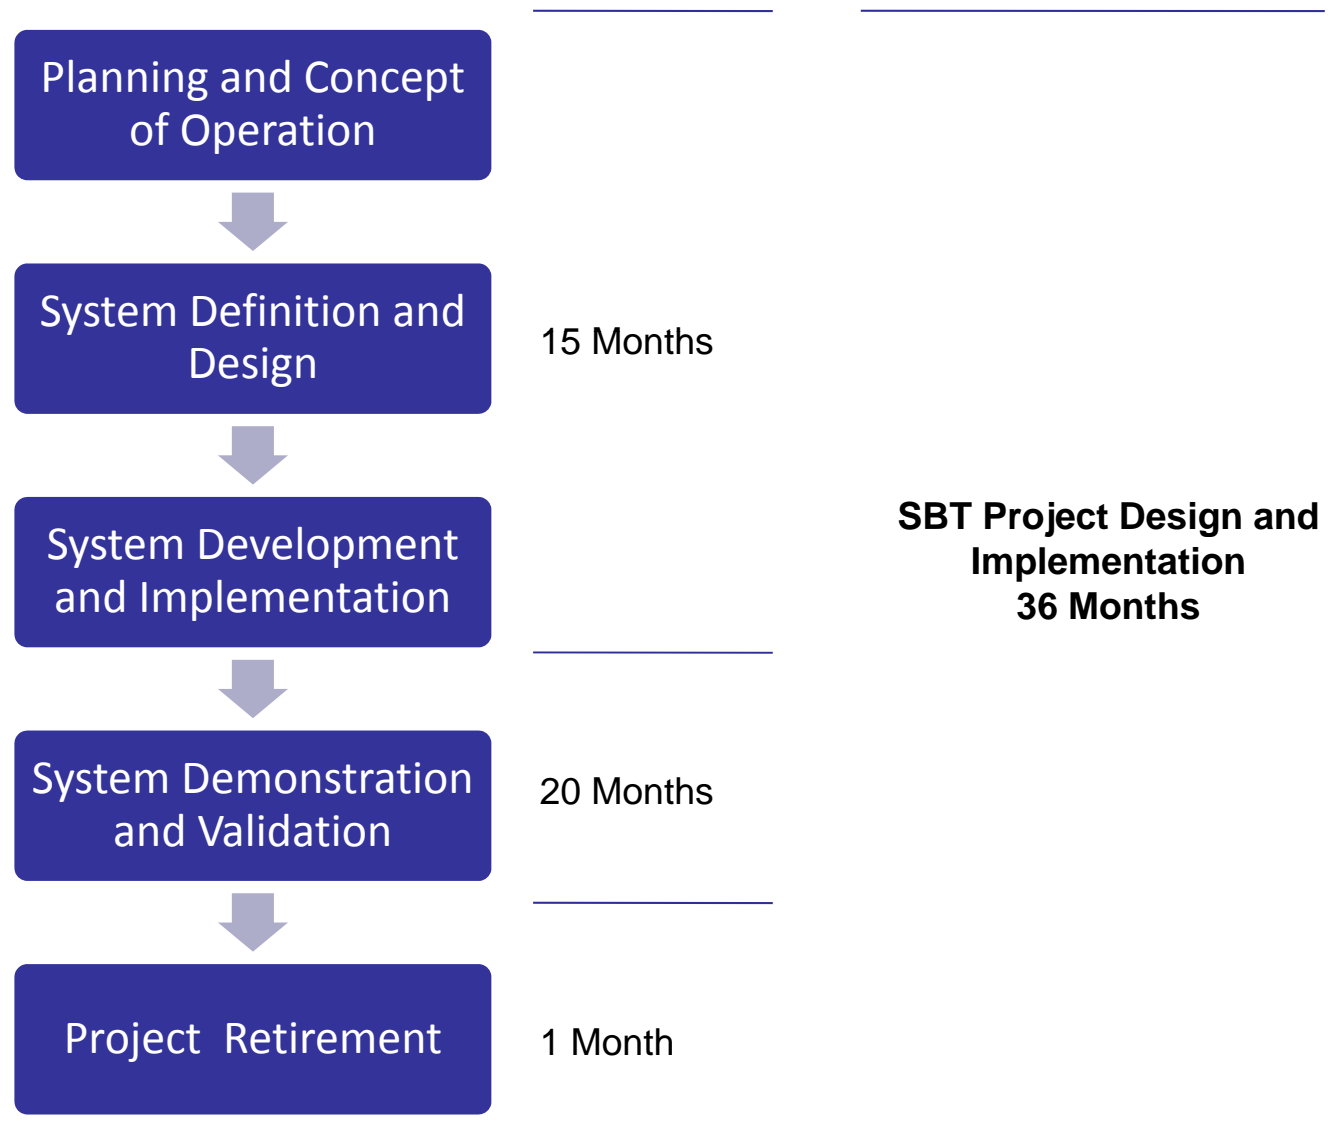 Planning and Concept
of Operation
System Definition and
Design
15 Months
System Development
and Implementation
SBT Project Design and
Implementation
36 Months
System Demonstration
and Validation
20 Months
Project  Retirement
1 Month